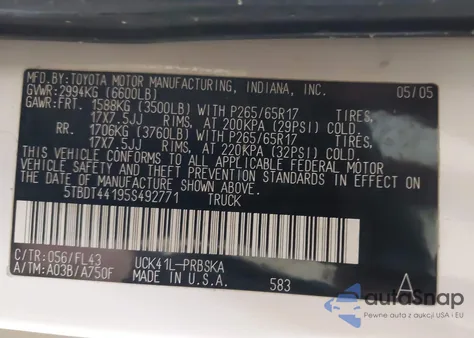 MFD.BY:TOYOTA MOTOR MANUFACTURING, INDIANA, INC.
GVWR:2994KG (6600LB) 05/05
GAWR:FRT. 1588KG (3500LB) WITH P265/65R17 TIRES,
17X7.5JJ RIMS, AT 200KPA (29PSI) COLD.
RR. 1706KG (3760LB) WITH P265/65R17 TIRES,
17X7.5JJ RIMS, AT 220KPA (32PSI) COLD.
THIS VEHICLE CONFORMS TO ALL APPLICABLE FEDERAL MOTOR
VEHICLE SAFETY AND THEFT PREVENTION STANDARDS IN EFFECT
ON THE DATE OF MANUFACTURE SHOWN ABOVE.
5TBDT44195S492771 TRUCK
C/TR:056/FL43 UCK41L-PRBSKA
A/TM:A03B/A750F MADE IN U.S.A. 583 A
autoSnap
Pewne auta z aukcji USA i EU